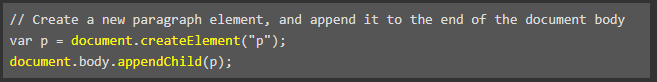 // Create a new paragraph element, and append it to the end of the document body
var p = document.createElement("p");
document.body.appendChild(p);